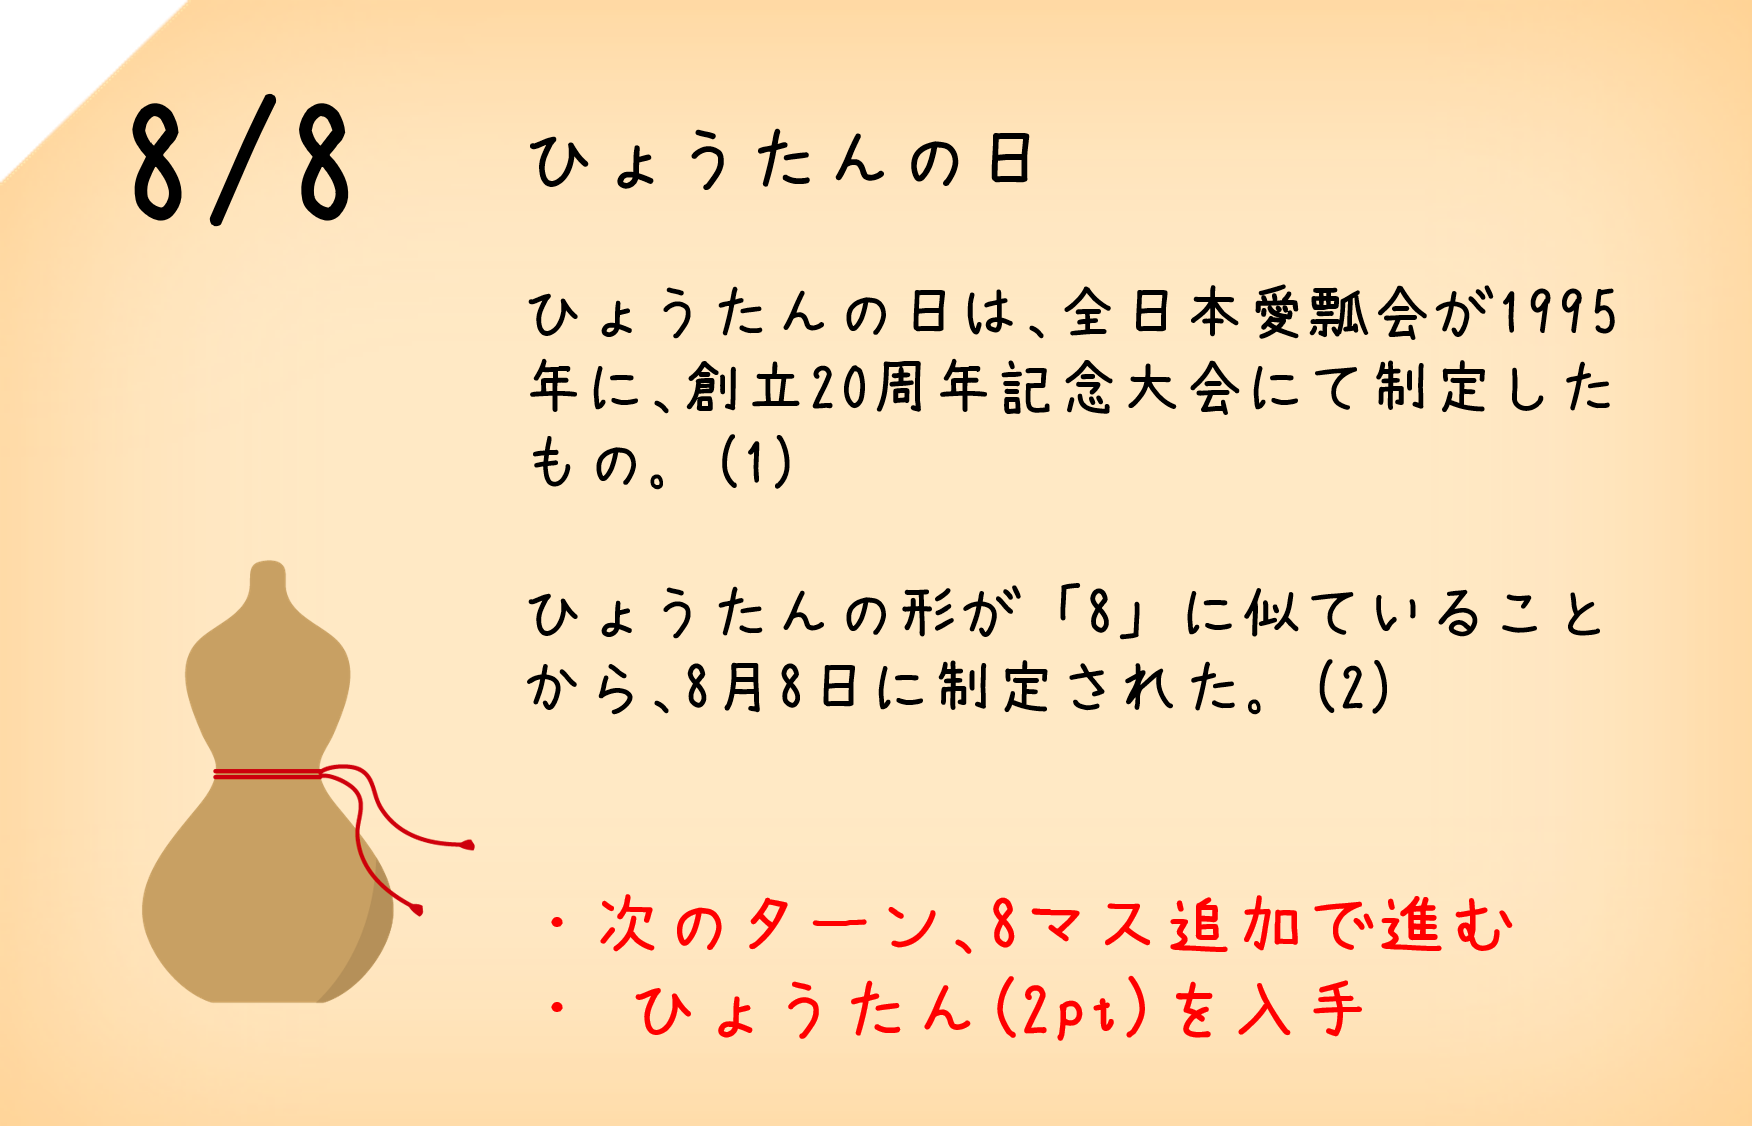 8/8
ひょうたんの日
ひょうたんの日は、全日本愛瓢会が1995
年に、創立20周年記念大会にて制定した
もの。(1)
ひょうたんの形が「8」に似ていること
から、8月8日に制定された。(2)
・次のターン、8マス追加で進む
・ ひょうたん(2pt)を入手